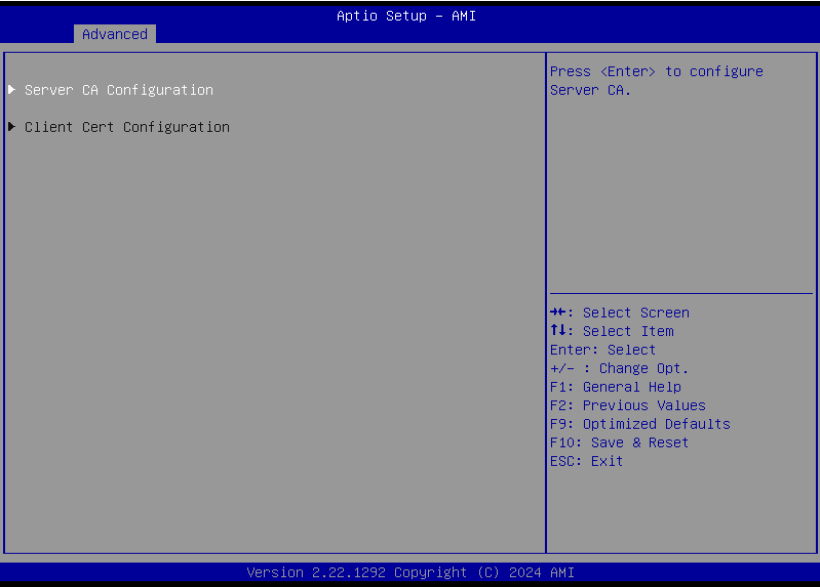 Aptio Setup – AMI
Advanced
▶ Server CA Configuration
▶ Client Cert Configuration
Press <Enter> to configure
Server CA.
→←: Select Screen
↑↓: Select Item
Enter: Select
+/- : Change Opt.
F1: General Help
F2: Previous Values
F9: Optimized Defaults
F10: Save & Reset
ESC: Exit
Version 2.22.1292 Copyright (C) 2024 AMI